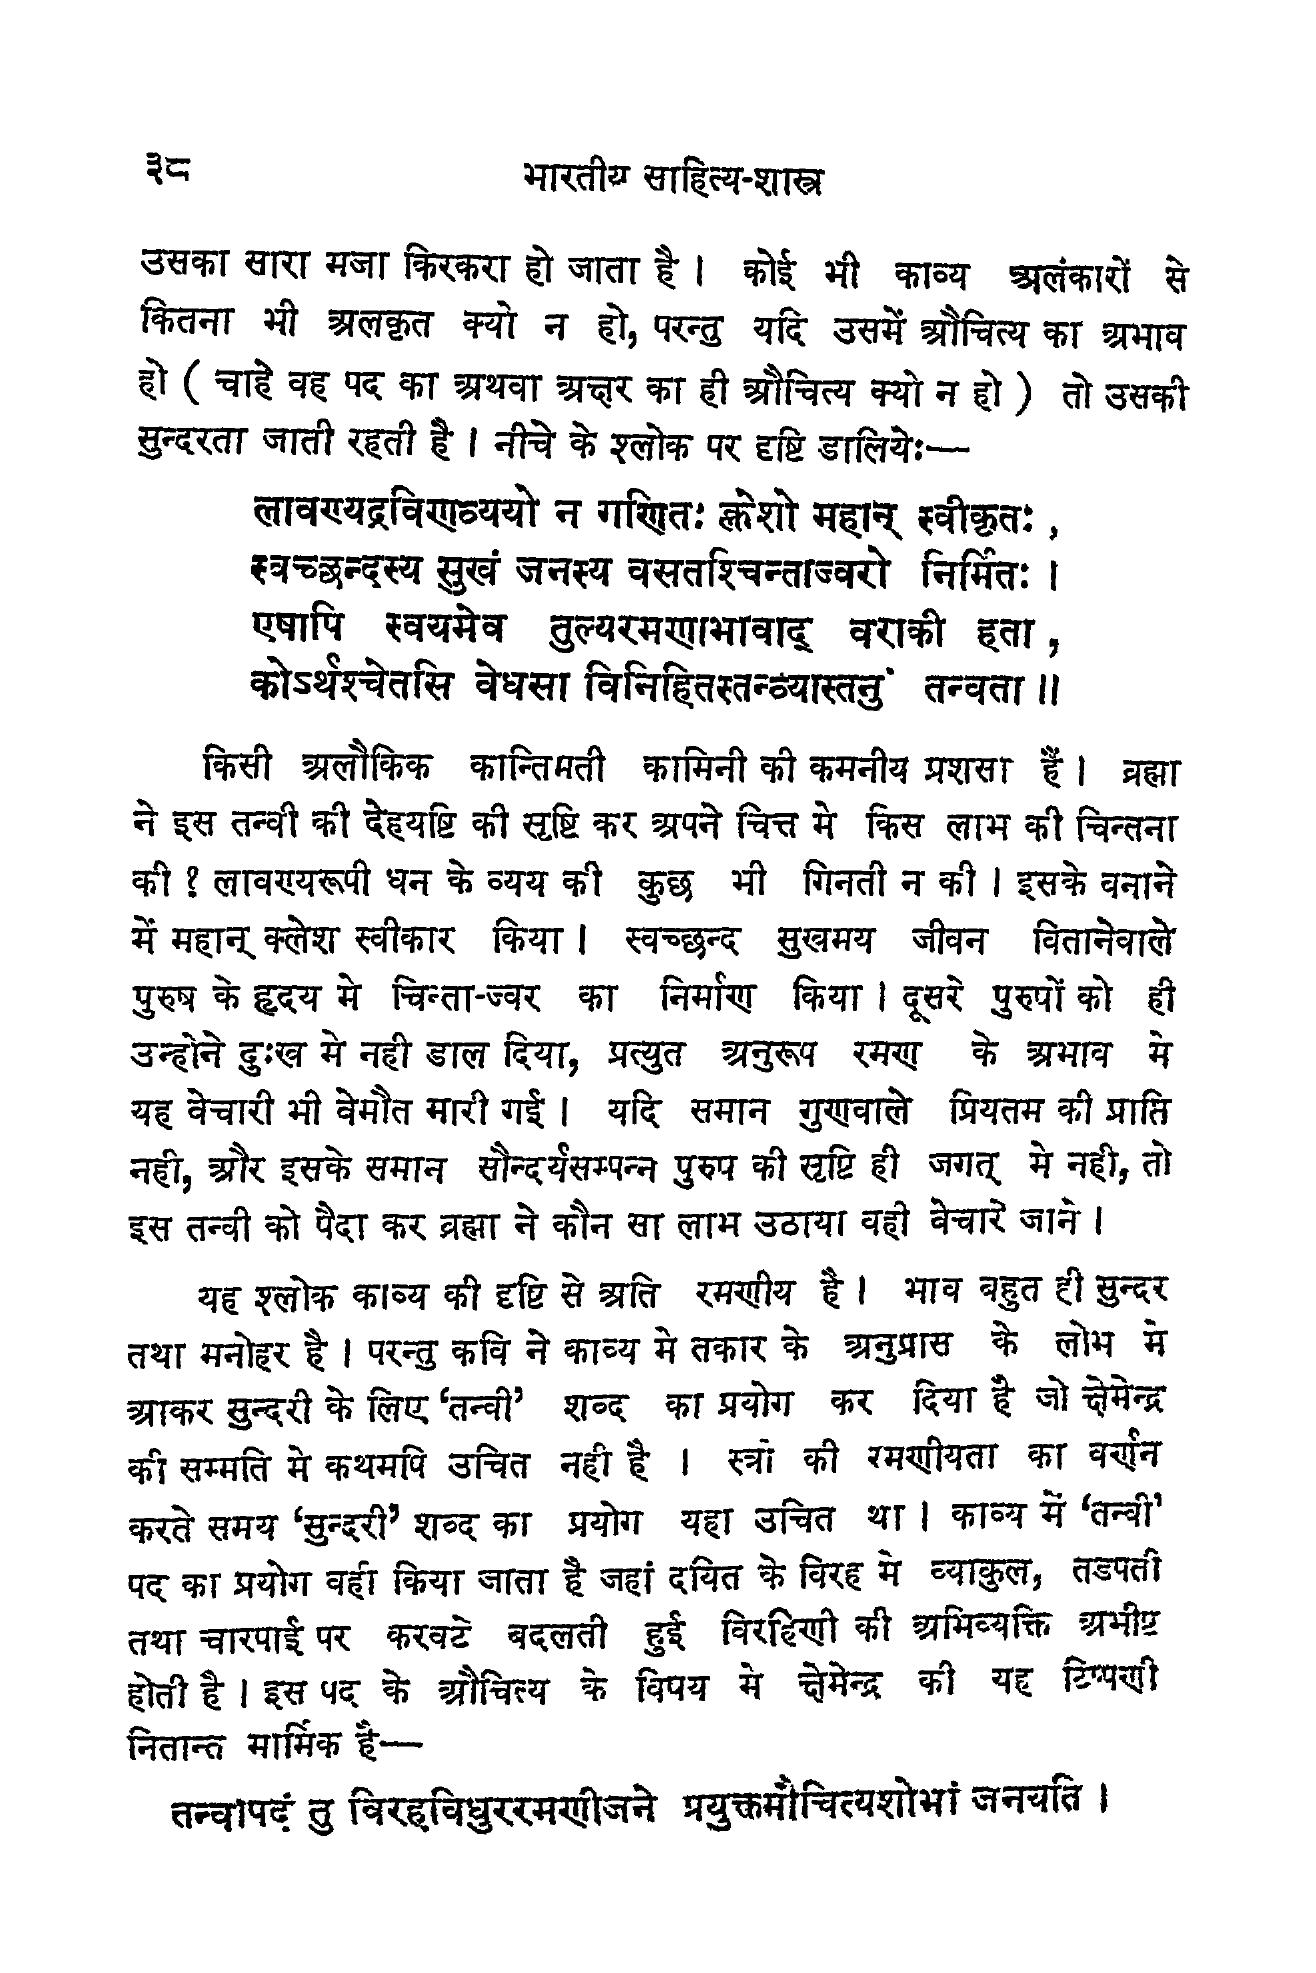 ३८ भारतीय साहित्य-शास्त्र
उसका सारा मजा किरकरा हो जाता है । कोई भी काव्य अलंकारों से
कितना भी अलकृत क्यो न हो, परन्तु यदि उसमें औचित्य का अभाव
हो ( चाहे वह पद का अथवा अक्षर का ही औचित्य क्यो न हो ) तो उसकी
सुन्दरता जाती रहती है । नीचे के श्लोक पर दृष्टि डालिये:—
लावण्यद्रविणव्ययो न गणितः क्लेशो महान् स्वीकृतः ,
स्वच्छन्दस्य सुखं जनस्य वसतश्चिन्ताज्वरो निर्मितः ।
एषापि स्वयमेव तुल्यरमणाभावाद् वराकी हता ,
कोऽर्थश्चेतसि वेधसा विनिहितस्तन्व्यास्तनुं तन्वता ॥
किसी अलौकिक कान्तिमती कामिनी की कमनीय प्रशसा हैं । व्रह्मा
ने इस तन्वी की देहयष्टि की सृष्टि कर अपने चित्त मे किस लाभ की चिन्तना
की ? लावण्यरूपी धन के व्यय की कुछ भी गिनती न की । इसके वनाने
में महान् क्लेश स्वीकार किया । स्वच्छन्द सुखमय जीवन वितानेवाले
पुरुष के हृदय मे चिन्ता-ज्वर का निर्माण किया । दूसरे पुरुपों को ही
उन्होने दुःख मे नही डाल दिया, प्रत्युत अनुरूप रमण के अभाव मे
यह वेचारी भी वेमौत मारी गई । यदि समान गुणवाले प्रियतम की प्राप्ति
नही, और इसके समान सौन्दर्यसम्पन्न पुरुप की सृष्टि ही जगत् मे नही, तो
इस तन्वी को पैदा कर व्रह्मा ने कौन सा लाभ उठाया वही वेचारे जाने ।
यह श्लोक काव्य की दृष्टि से अति रमणीय है । भाव बहुत ही सुन्दर
तथा मनोहर है । परन्तु कवि ने काव्य मे तकार के अनुप्रास के लोभ मे
आकर सुन्दरी के लिए ‘तन्वी’ शव्द का प्रयोग कर दिया है जो क्षेमेन्द्र
की सम्मति मे कथमपि उचित नही है । स्त्री की रमणीयता का वर्णन
करते समय ‘सुन्दरी’ शव्द का प्रयोग यहा उचित था । काव्य में ‘तन्वी’
पद का प्रयोग वहीं किया जाता है जहां दयित के विरह मे व्याकुल, तडपती
तथा चारपाई पर करवटे बदलती हुई विरहिणी की अभिव्यक्ति अभीष्ट
होती है । इस पद के औचित्य के विपय मे क्षेमेन्द्र की यह टिप्पणी
नितान्त मार्मिक है—
तन्वीपदं तु विरहविधुररमणीजने प्रयुक्तमौचित्यशोभां जनयति ।